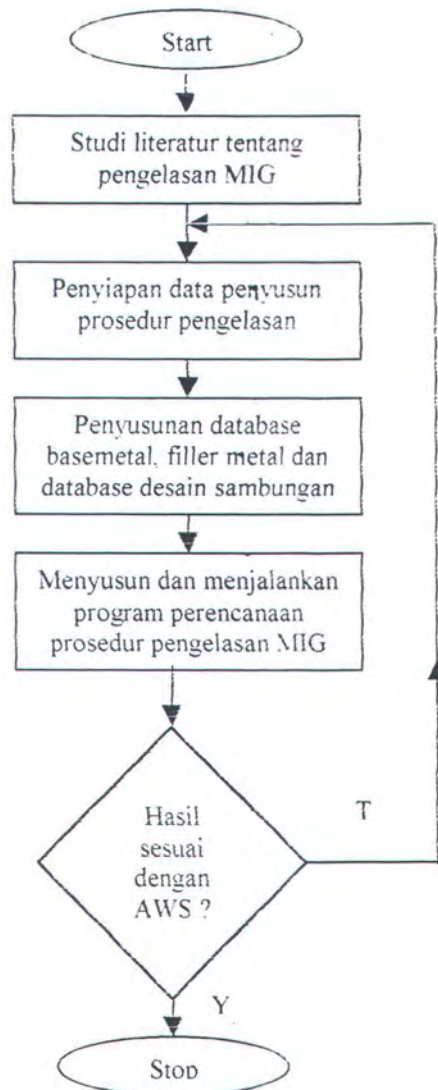 Start
Studi literatur tentang
pengelasan MIG
Penyiapan data penyusun
prosedur pengelasan
Penyusunan database
basemetal, filler metal dan
database desain sambungan
Menyusun dan menjalankan
program perencanaan
prosedur pengelasan MIG
Hasil
sesuai
dengan
AWS ?
T
Y
Stop